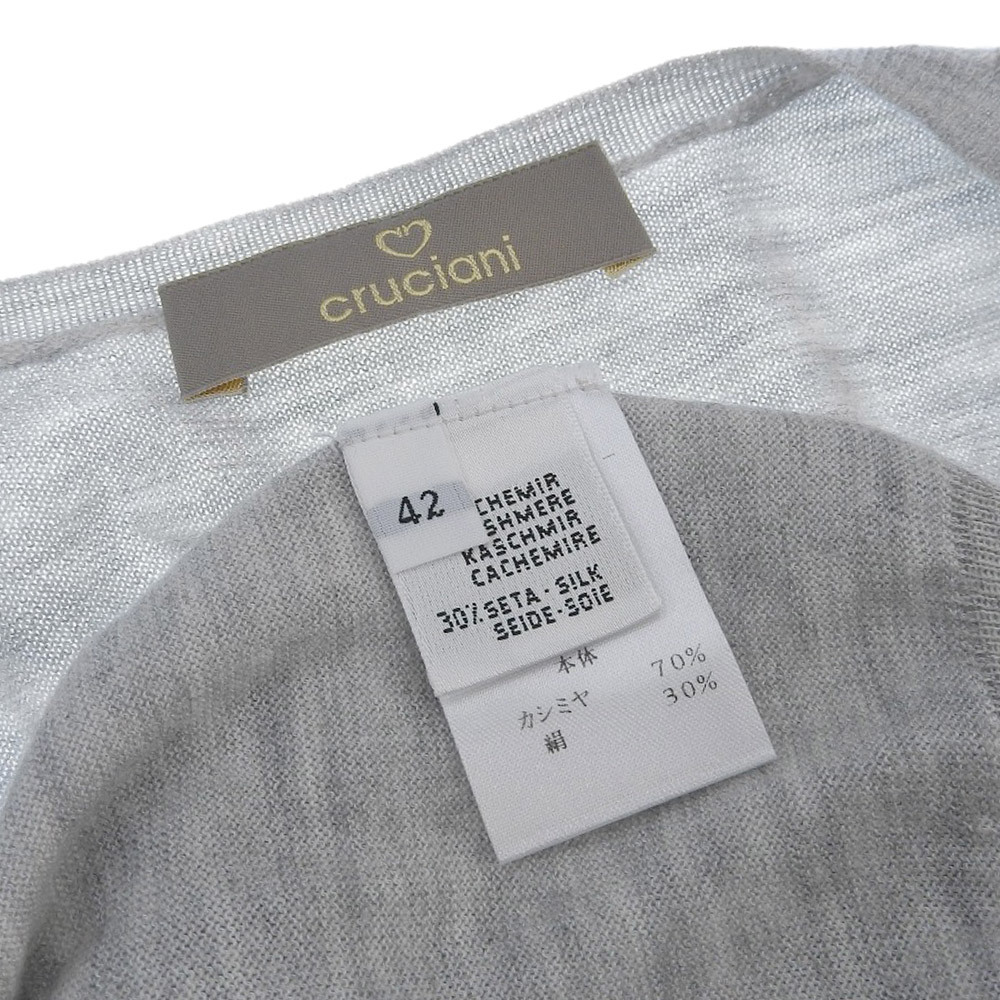 cruciani
42
CHEMIR
SHMERE
KASCHMIR
CACHEMIRE
30% SETA - SILK
SEIDE - SOIE
本体
カシミヤ 70%
絹 30%